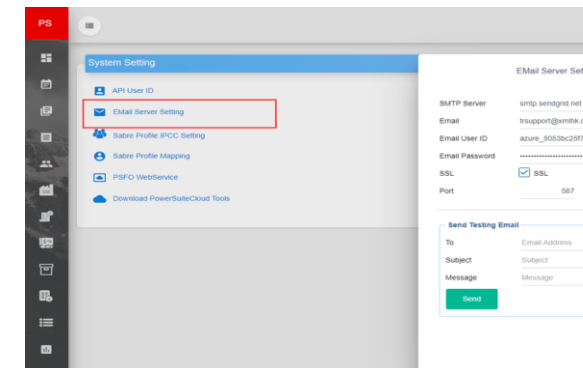 PS
System Setting
API User ID
EMail Server Setting
Sabre Profile IPCC Setting
Sabre Profile Mapping
PSFO WebService
Download PowerSuiteCloud Tools
EMail Server Set
SMTP Server smtp.sendgrid.net
Email trsupport@xmlhk.c
Email User ID azure_5053bc25f7
Email Password
SSL SSL
Port 587
Send Testing Email
To Email Address
Subject Subject
Message Message
Send